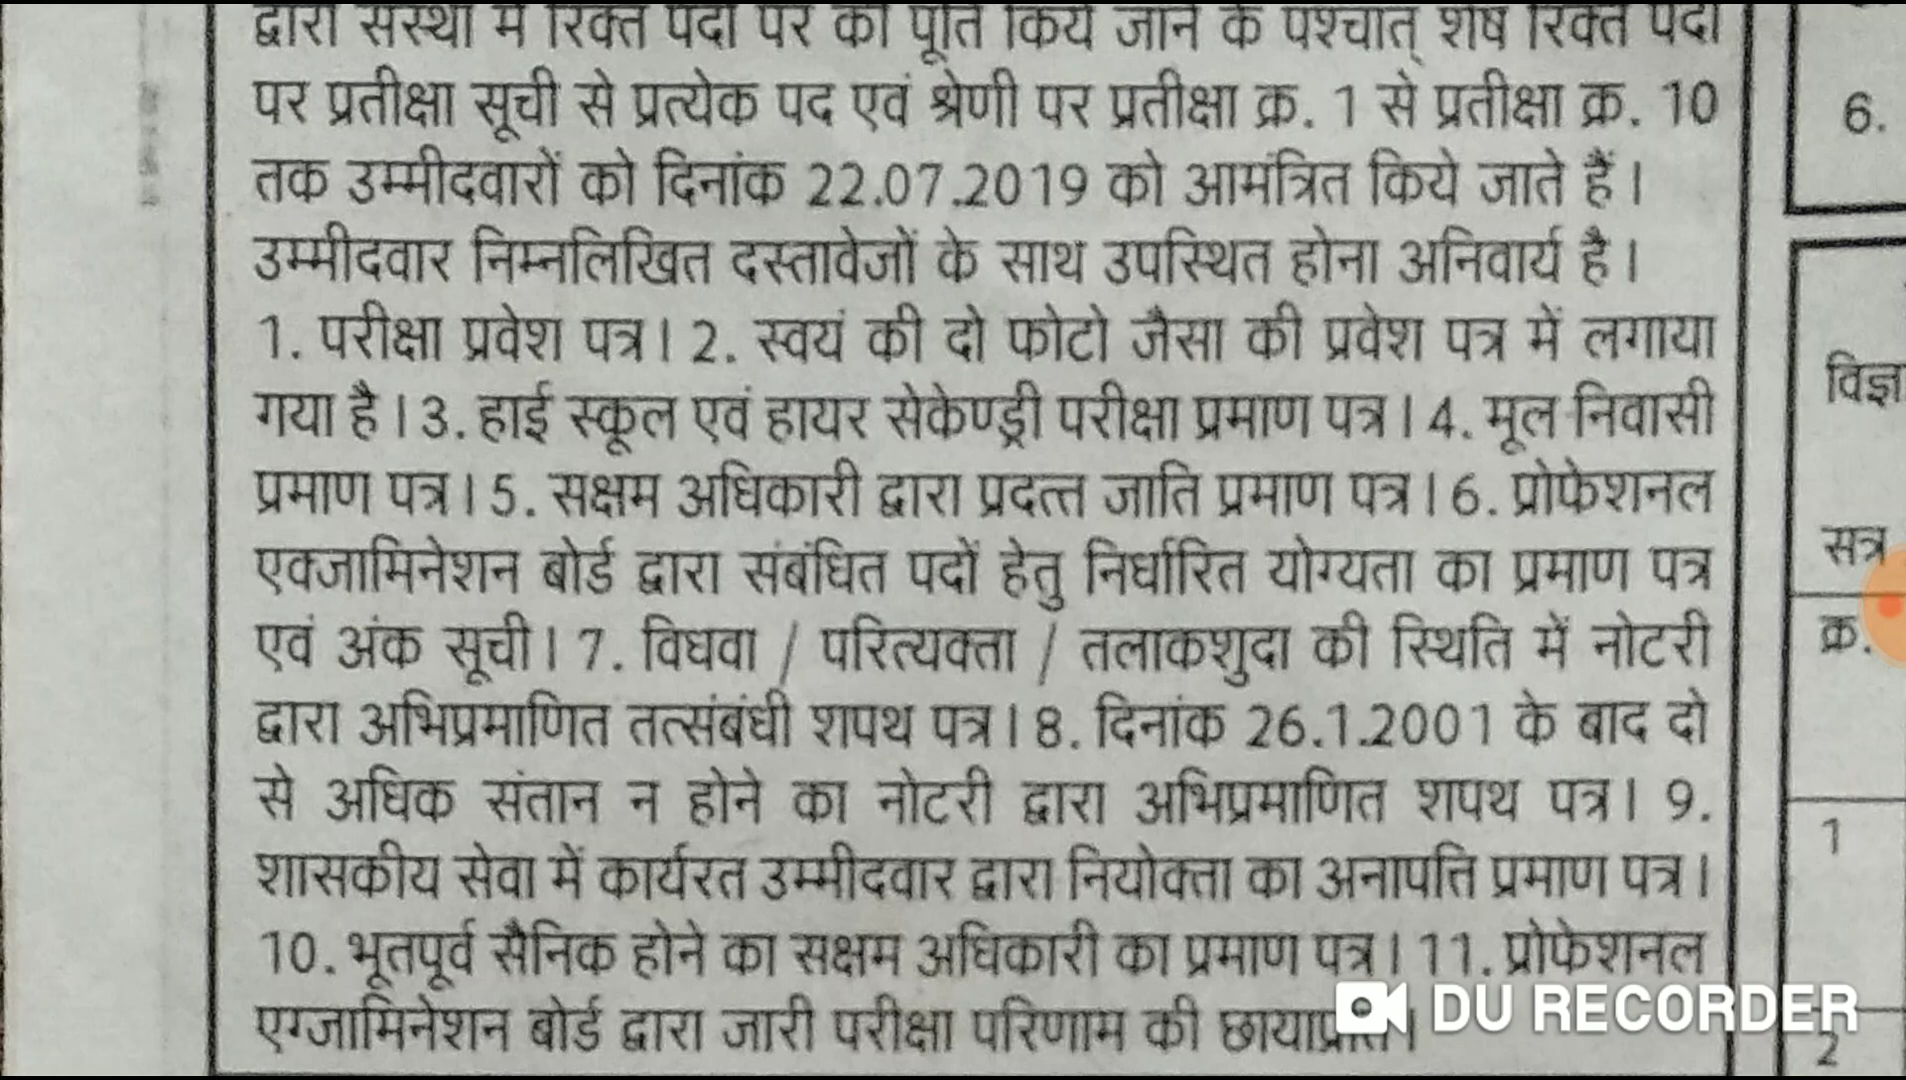 द्वारा संस्था में रिक्त पदों पर की पूर्ति किये जाने के पश्चात् शेष रिक्त पदों
पर प्रतीक्षा सूची से प्रत्येक पद एवं श्रेणी पर प्रतीक्षा क्र. 1 से प्रतीक्षा क्र. 10
तक उम्मीदवारों को दिनांक 22.07.2019 को आमंत्रित किये जाते हैं।
उम्मीदवार निम्नलिखित दस्तावेजों के साथ उपस्थित होना अनिवार्य है।
1. परीक्षा प्रवेश पत्र। 2. स्वयं की दो फोटो जैसा की प्रवेश पत्र में लगाया
गया है। 3. हाई स्कूल एवं हायर सेकेण्ड्री परीक्षा प्रमाण पत्र। 4. मूल निवासी
प्रमाण पत्र। 5. सक्षम अधिकारी द्वारा प्रदत्त जाति प्रमाण पत्र। 6. प्रोफेशनल
एक्जामिनेशन बोर्ड द्वारा संबंधित पदों हेतु निर्धारित योग्यता का प्रमाण पत्र
एवं अंक सूची। 7. विधवा / परित्यक्ता / तलाकशुदा की स्थिति में नोटरी
द्वारा अभिप्रमाणित तत्संबंधी शपथ पत्र। 8. दिनांक 26.1.2001 के बाद दो
से अधिक संतान न होने का नोटरी द्वारा अभिप्रमाणित शपथ पत्र। 9.
शासकीय सेवा में कार्यरत उम्मीदवार द्वारा नियोक्ता का अनापत्ति प्रमाण पत्र।
10. भूतपूर्व सैनिक होने का सक्षम अधिकारी का प्रमाण पत्र। 11. प्रोफेशनल
एग्जामिनेशन बोर्ड द्वारा जारी परीक्षा परिणाम की छायाप्रति।
6.
सत्र
क्र.
1
2
DU RECORDER